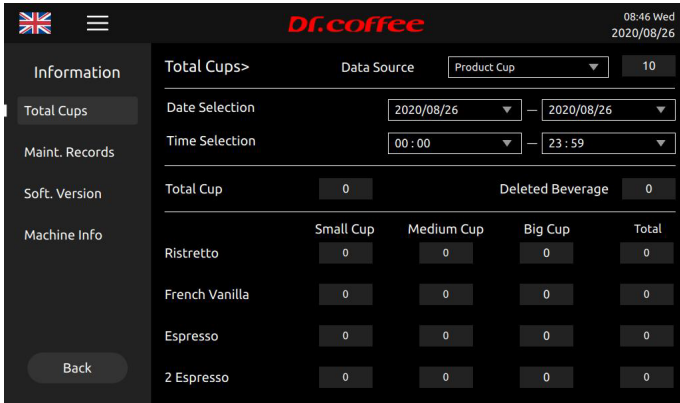 Dr.coffee
08:46 Wed
2020/08/26
Information
Total Cups
Maint. Records
Soft. Version
Machine Info
Back
Total Cups> Data Source Product Cup 10
Date Selection 2020/08/26 — 2020/08/26
Time Selection 00 : 00 — 23 : 59
Total Cup 0 Deleted Beverage 0
Small Cup Medium Cup Big Cup Total
Ristretto 0 0 0 0
French Vanilla 0 0 0 0
Espresso 0 0 0 0
2 Espresso 0 0 0 0